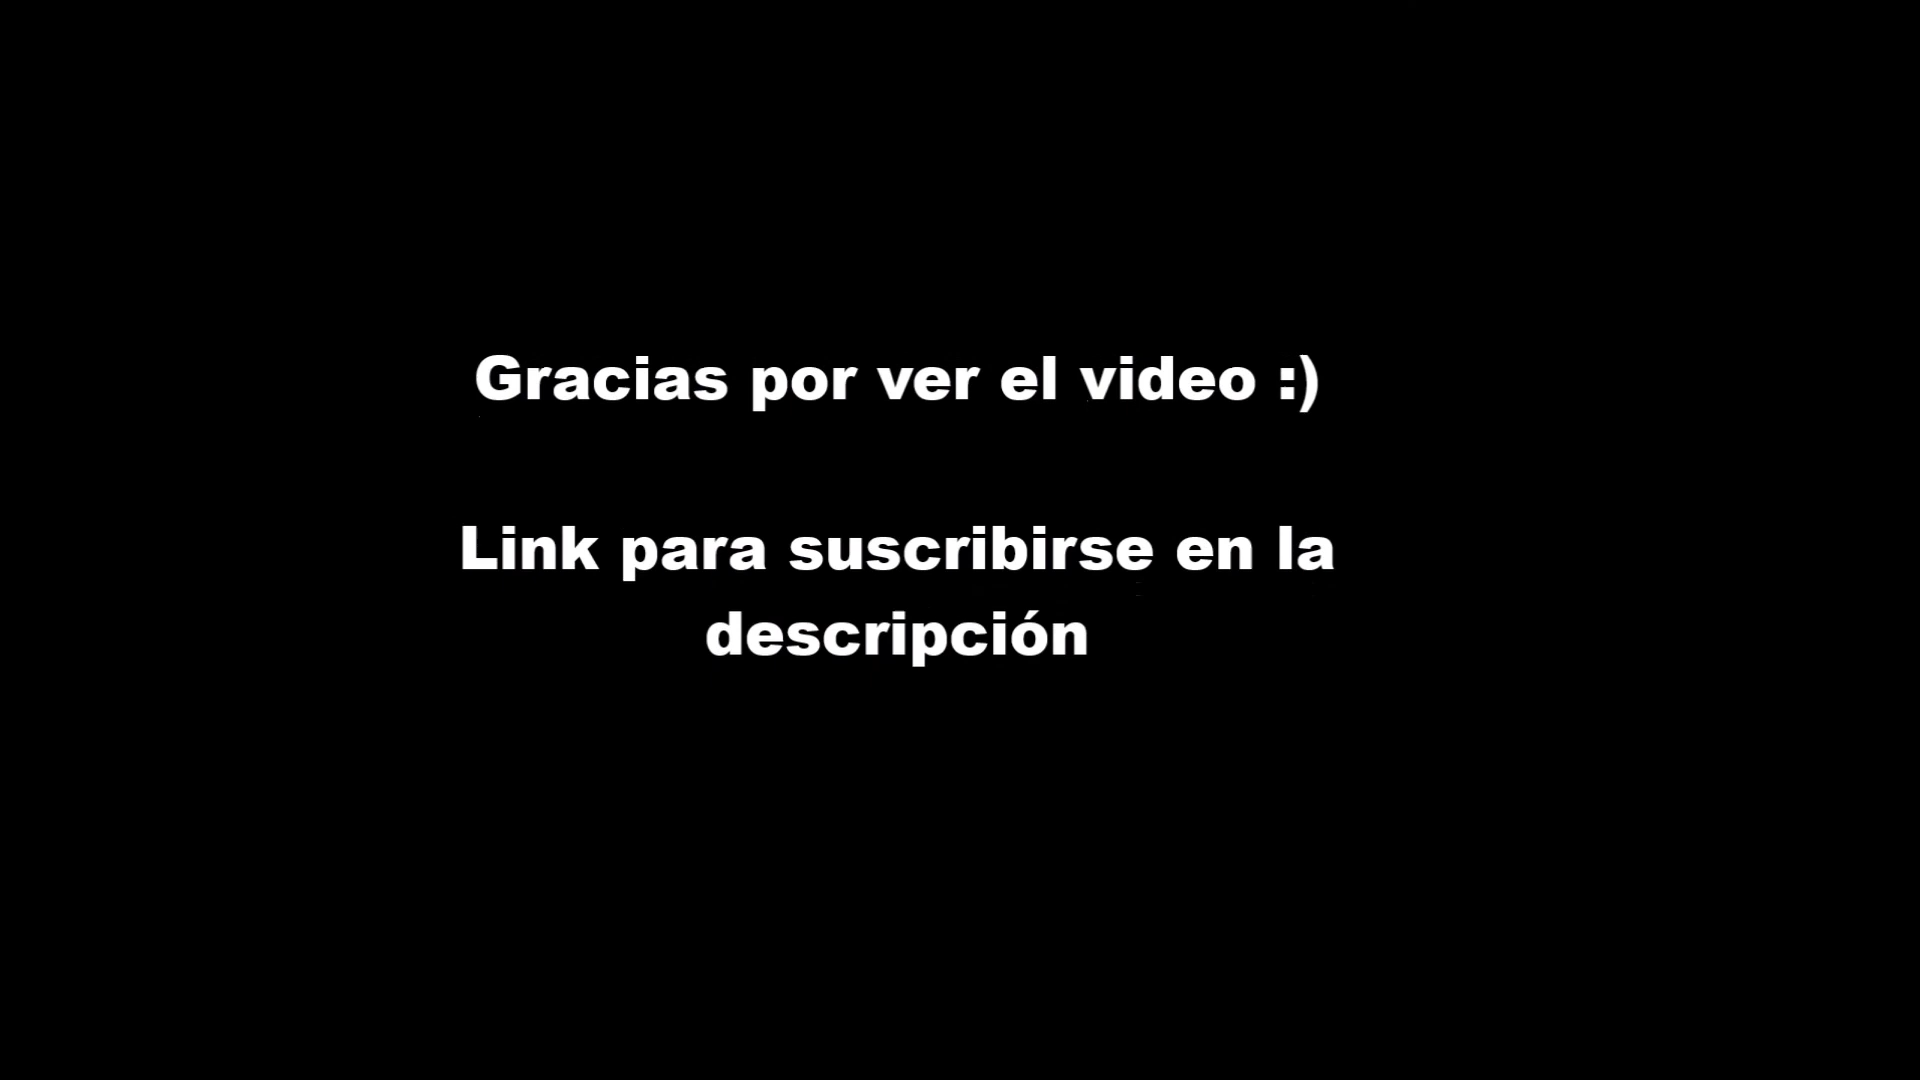 Gracias por ver el video :)
Link para suscribirse en la
descripción